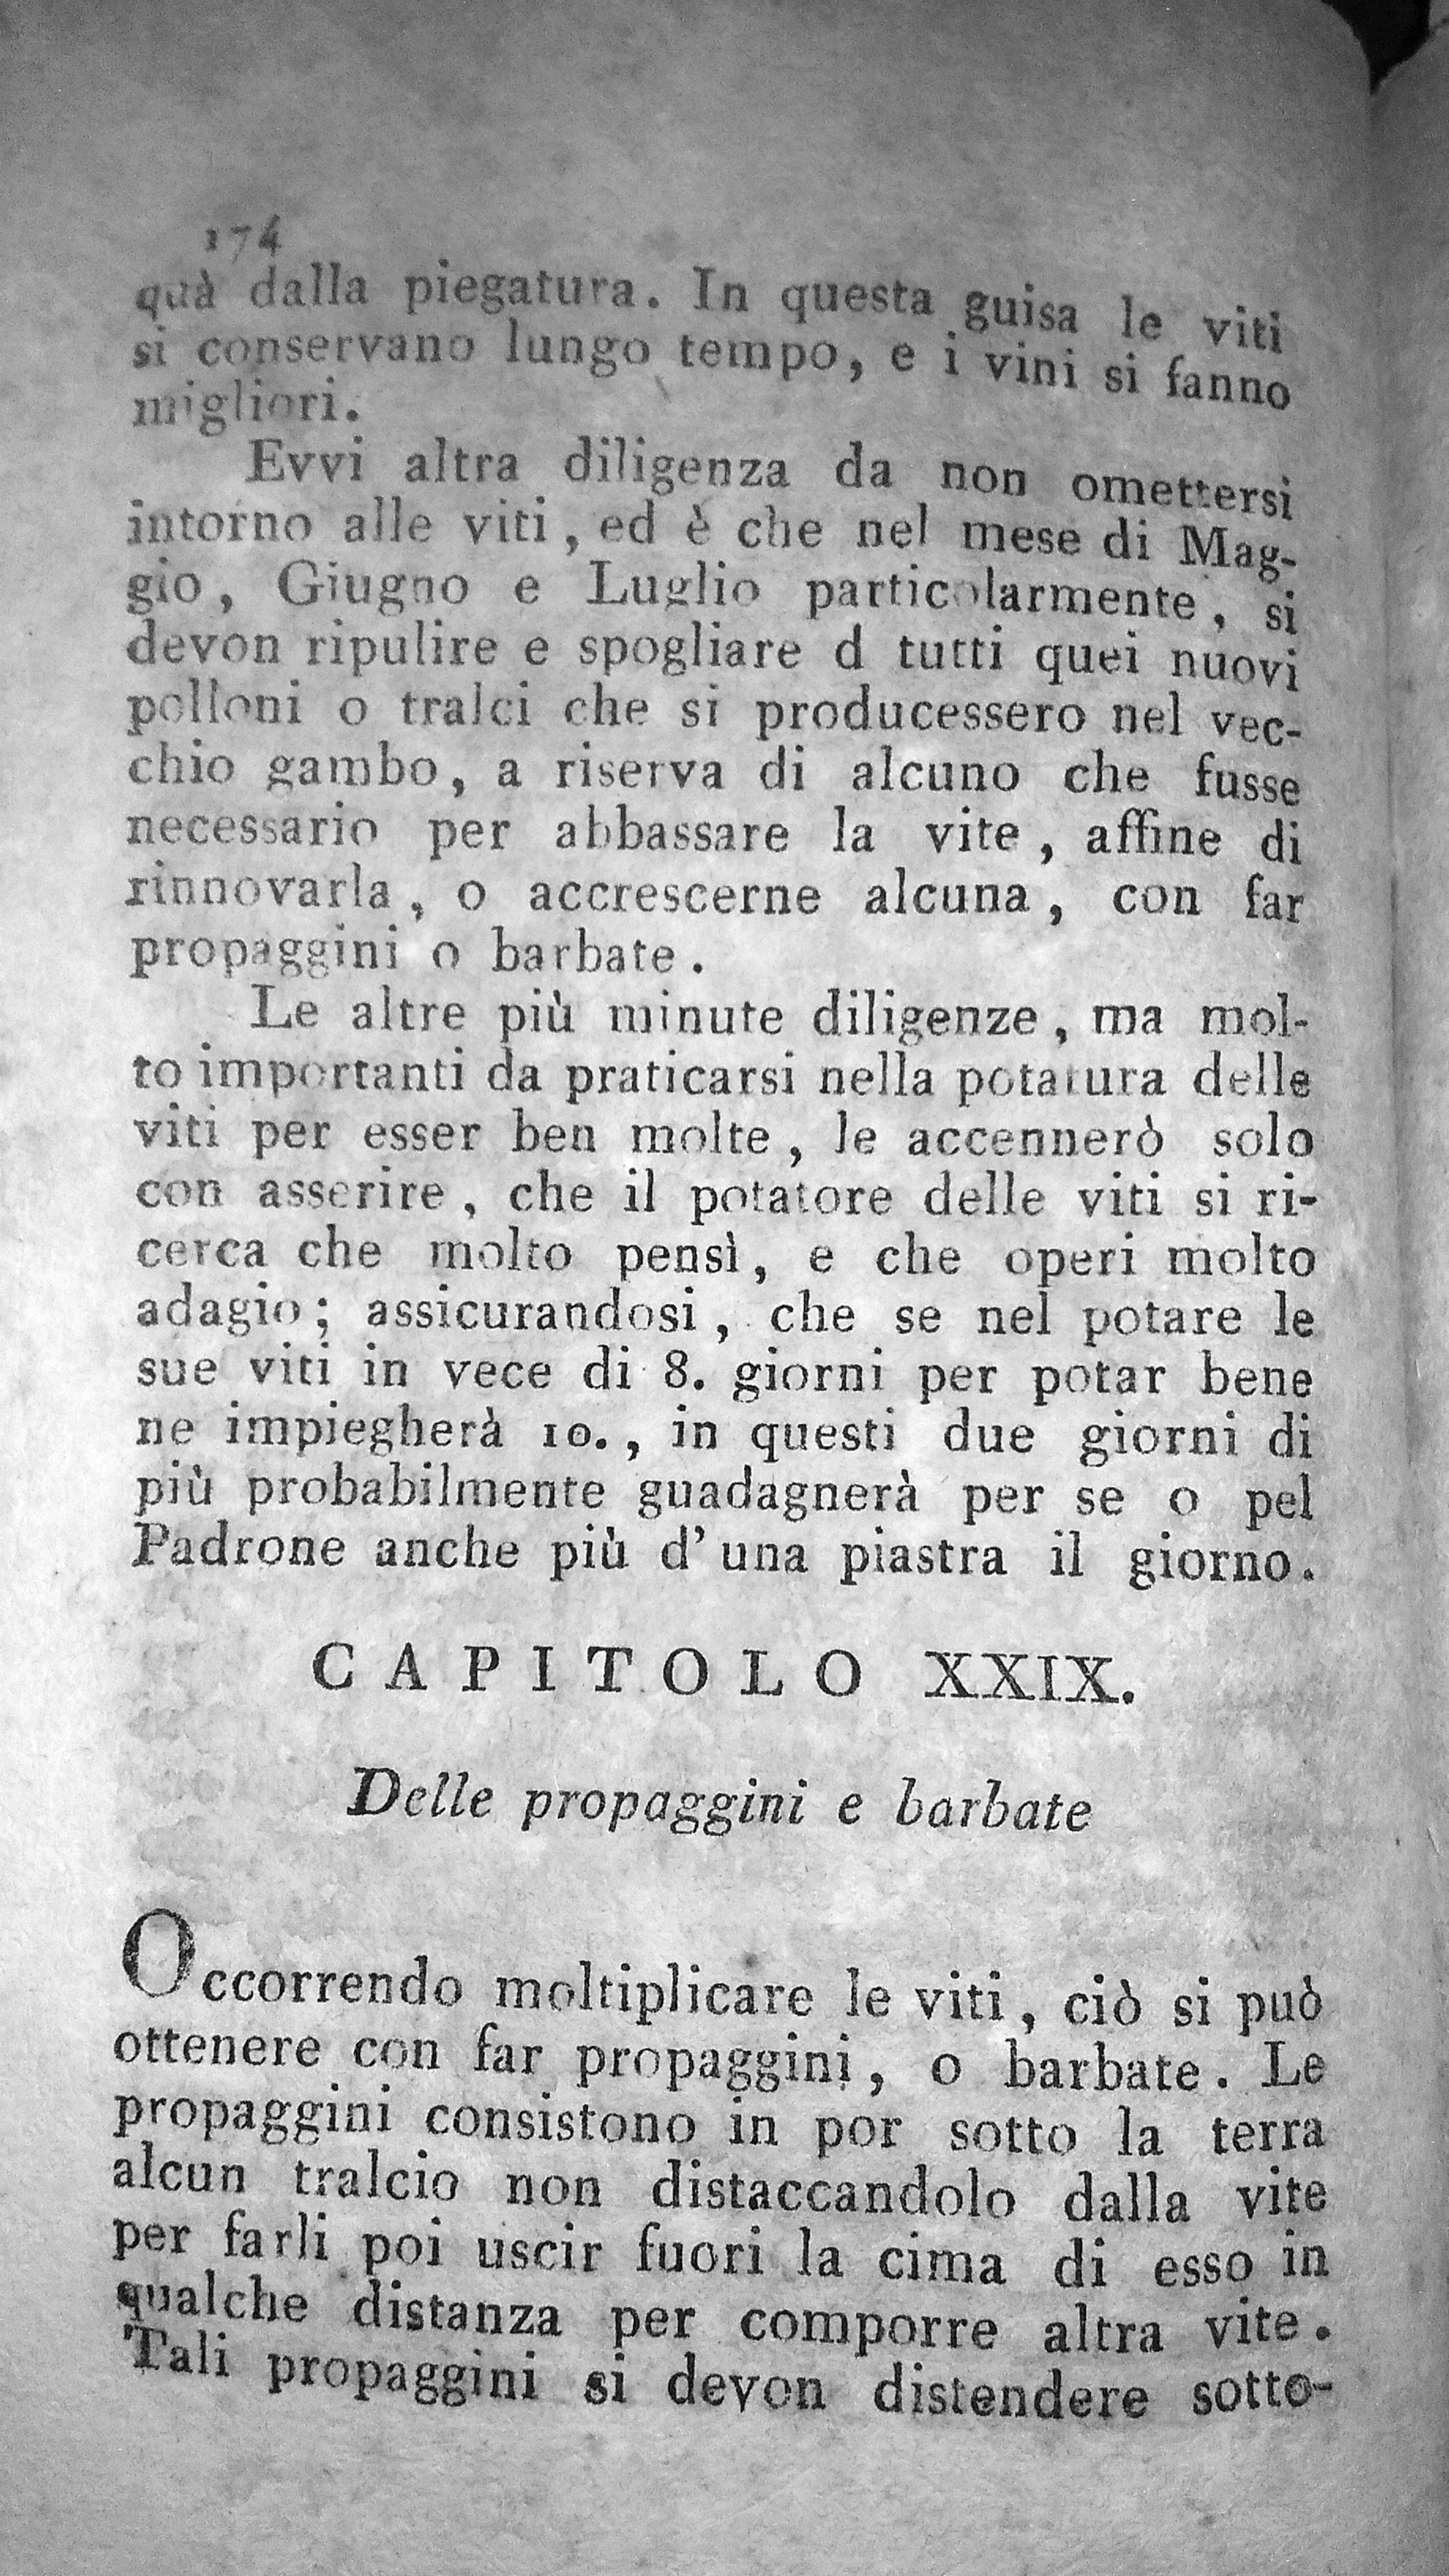 174
quà dalla piegatura. In questa guisa le viti
si conservano lungo tempo, e i vini si fanno
migliori.
Evvi altra diligenza da non omettersi
intorno alle viti, ed è che nel mese di Mag-
gio, Giugno e Luglio particolarmente, si
devon ripulire e spogliare d tutti quei nuovi
polloni o tralci che si producessero nel vec-
chio gambo, a riserva di alcuno che fusse
necessario per abbassare la vite, affine di
rinnovarla, o accrescerne alcuna, con far
propaggini o barbate.
Le altre più minute diligenze, ma mol-
to importanti da praticarsi nella potatura delle
viti per esser ben molte, le accennerò solo
con asserire, che il potatore delle viti si ri-
cerca che molto pensi, e che operi molto
adagio; assicurandosi, che se nel potare le
sue viti in vece di 8. giorni per potar bene
ne impiegherà 10., in questi due giorni di
più probabilmente guadagnerà per se o pel
Padrone anche più d'una piastra il giorno.
CAPITOLO XXIX.
Delle propaggini e barbate
Occorrendo moltiplicare le viti, ciò si può
ottenere con far propaggini, o barbate. Le
propaggini consistono in por sotto la terra
alcun tralcio non distaccandolo dalla vite
per farli poi uscir fuori la cima di esso in
qualche distanza per comporre altra vite.
Tali propaggini si devon distendere sotto-